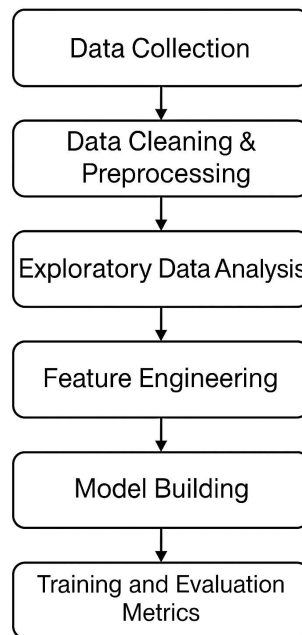 Data Collection
Data Cleaning &
Preprocessing
Exploratory Data Analysis
Feature Engineering
Model Building
Training and Evaluation
Metrics